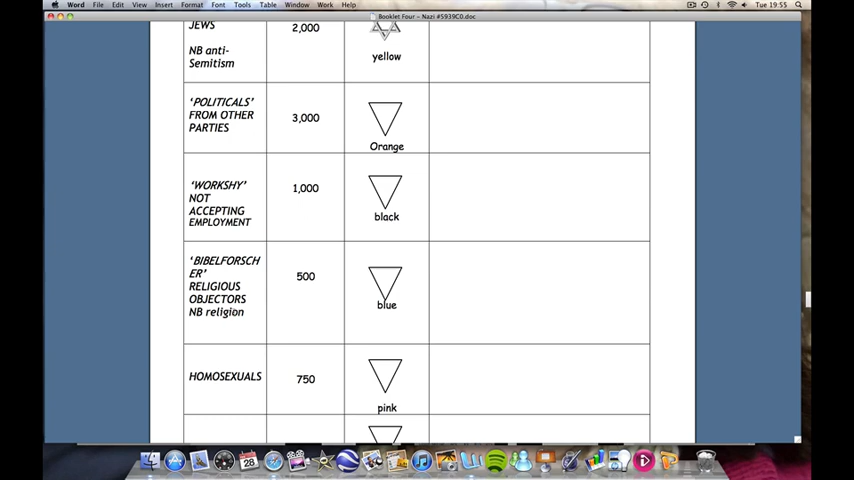 Word File Edit View Insert Format Font Tools Table Window Work Help
Tue 19:55
Booklet Four – Nazi #5939C0.doc
JEWS
NB anti-
Semitism
2,000
yellow
‘POLITICALS’
FROM OTHER
PARTIES
3,000
Orange
‘WORKSHY’
NOT
ACCEPTING
EMPLOYMENT
1,000
black
‘BIBELFORSCH
ER’
RELIGIOUS
OBJECTORS
NB religion
500
blue
HOMOSEXUALS
750
pink
28